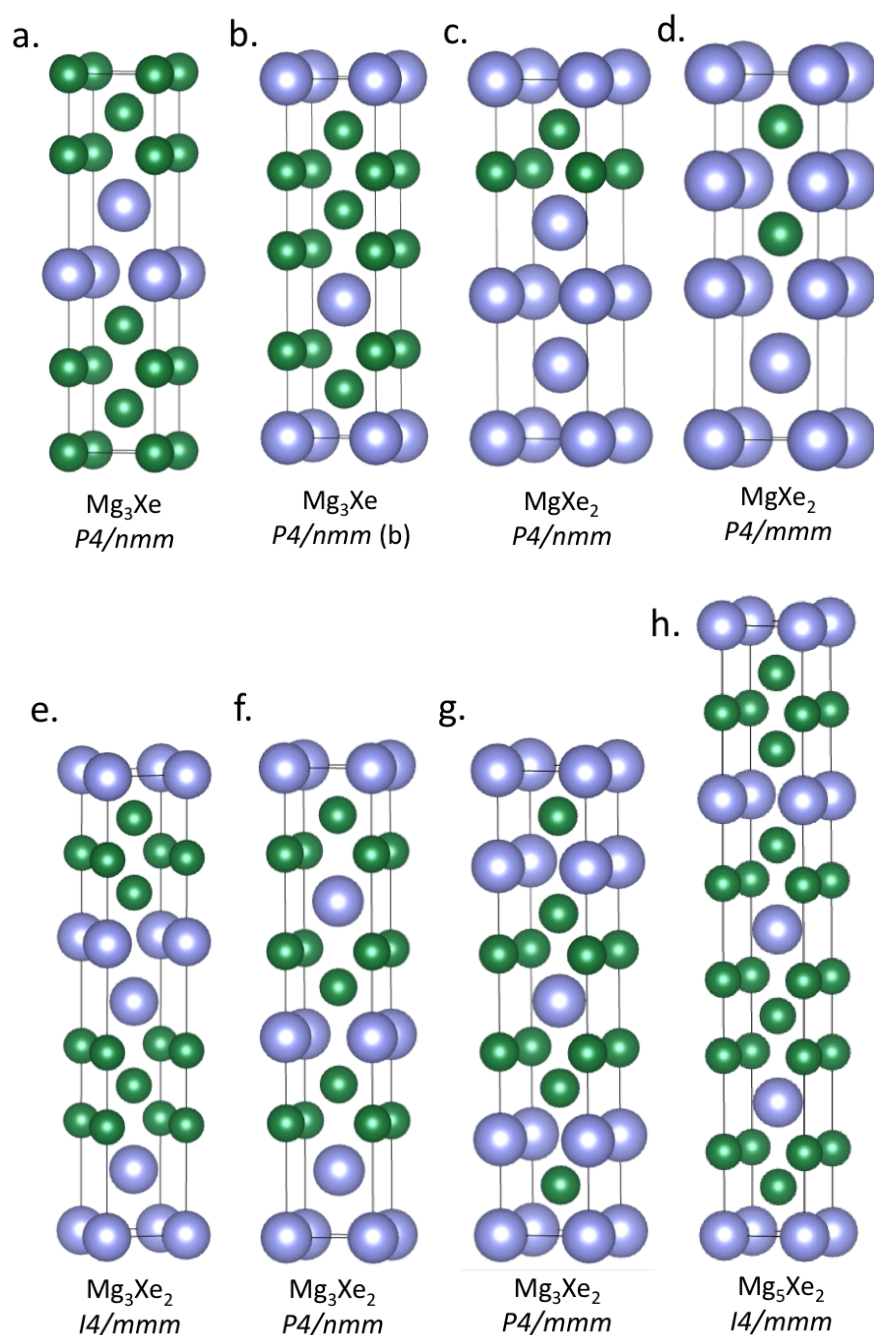 a.
b.
c.
d.
Mg₃Xe
P4/nmm
Mg₃Xe
P4/nmm (b)
MgXe₂
P4/nmm
MgXe₂
P4/mmm
e.
f.
g.
h.
Mg₃Xe₂
I4/mmm
Mg₃Xe₂
P4/nmm
Mg₃Xe₂
P4/mmm
Mg₅Xe₂
I4/mmm